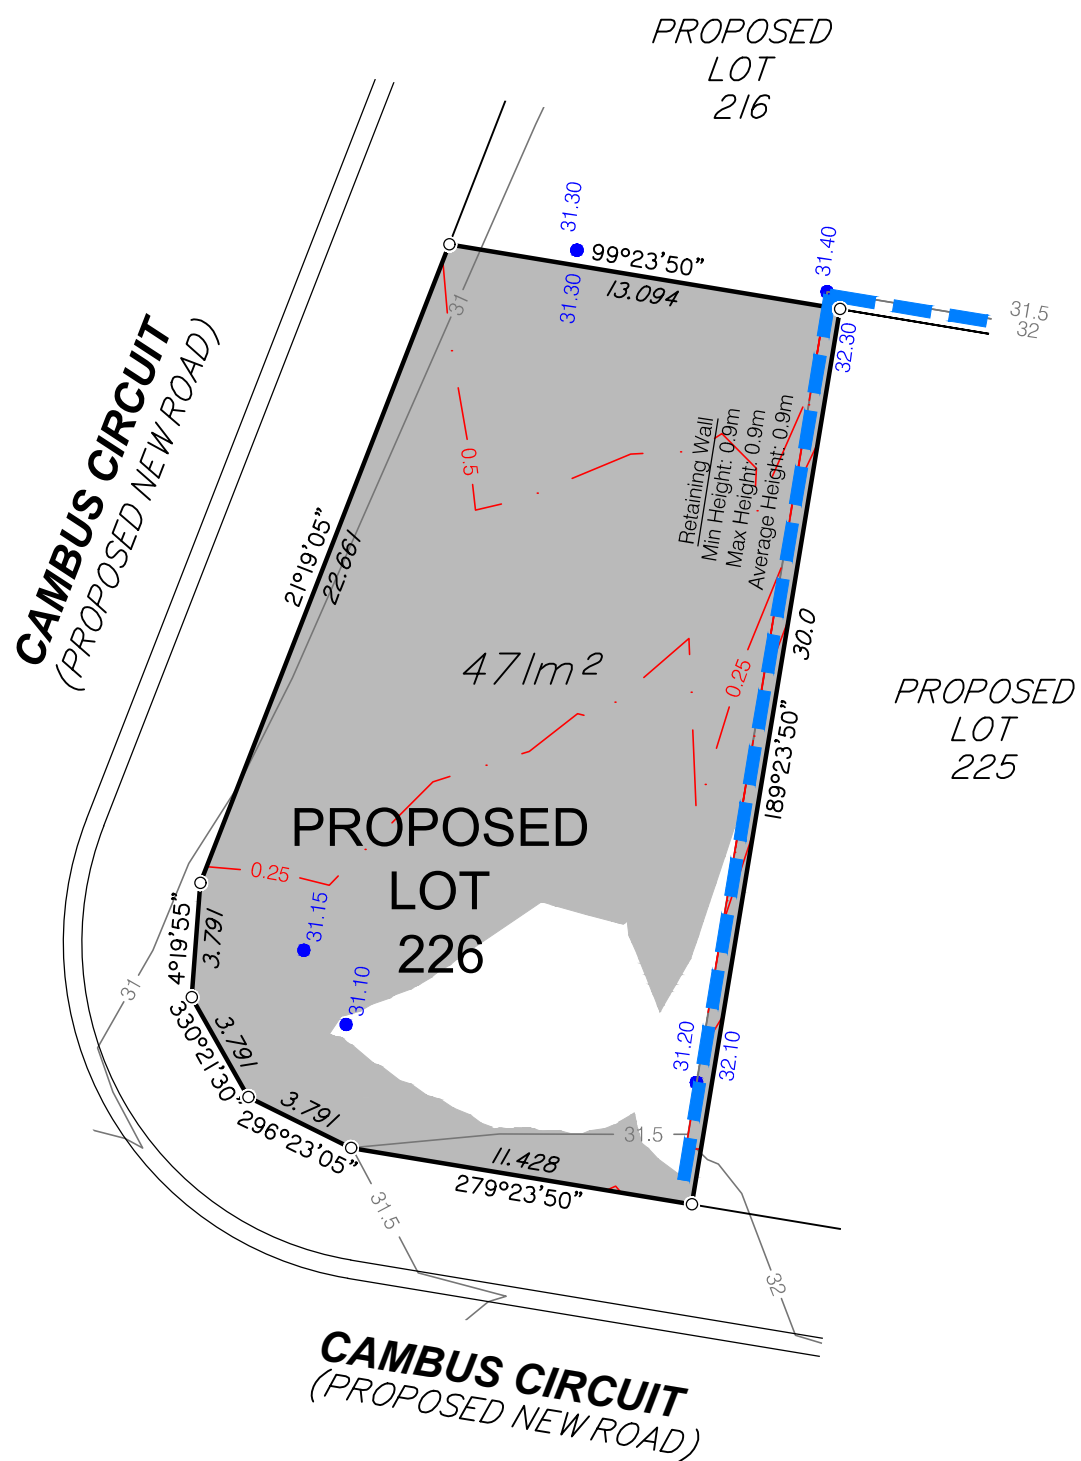 PROPOSED
LOT
216
31.30
31.30
99°23'50"
13.094
31.40
32.30
31.5
32
31
CAMBUS CIRCUIT
(PROPOSED NEW ROAD)
0.5
Retaining Wall
Min Height: 0.9m
Max Height: 0.9m
Average Height: 0.9m
21°19'05"
22.661
30.0
189°23'50"
471m²
0.25
PROPOSED
LOT
225
PROPOSED
LOT
226
0.25
31.15
31.10
4°19'55"
3.791
31
330°21'30"
3.791
3.791
296°23'05"
31.20
32.10
31.5
11.428
279°23'50"
31.5
32
CAMBUS CIRCUIT
(PROPOSED NEW ROAD)